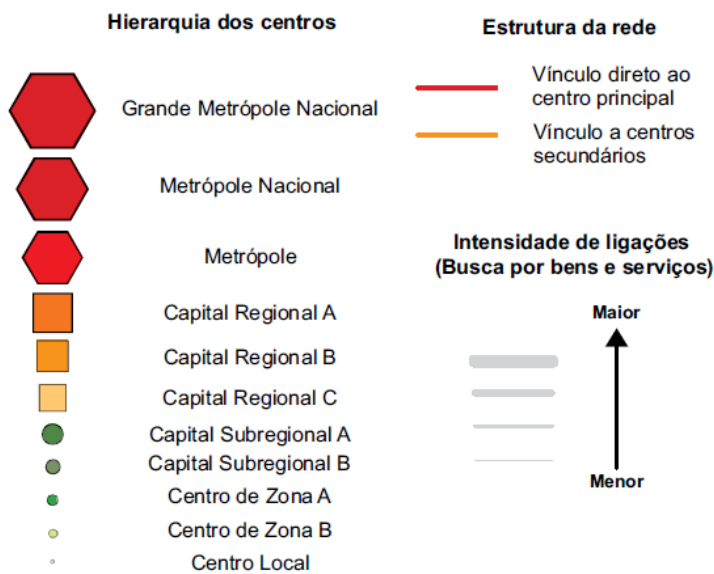 Hierarquia dos centros
Grande Metrópole Nacional
Metrópole Nacional
Metrópole
Capital Regional A
Capital Regional B
Capital Regional C
Capital Subregional A
Capital Subregional B
Centro de Zona A
Centro de Zona B
Centro Local
Estrutura da rede
Vínculo direto ao
centro principal
Vínculo a centros
secundários
Intensidade de ligações
(Busca por bens e serviços)
Maior
Menor